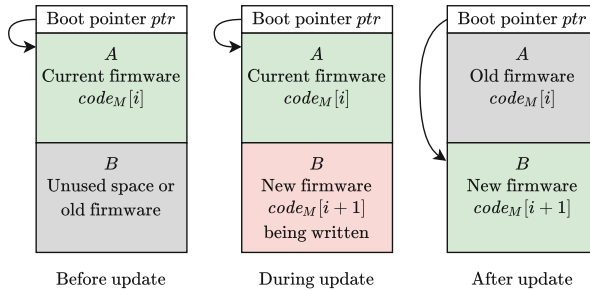 Boot pointer ptr
A
Current firmware
code_M[i]
B
Unused space or
old firmware
Before update
Boot pointer ptr
A
Current firmware
code_M[i]
B
New firmware
code_M[i + 1]
being written
During update
Boot pointer ptr
A
Old firmware
code_M[i]
B
New firmware
code_M[i + 1]
After update